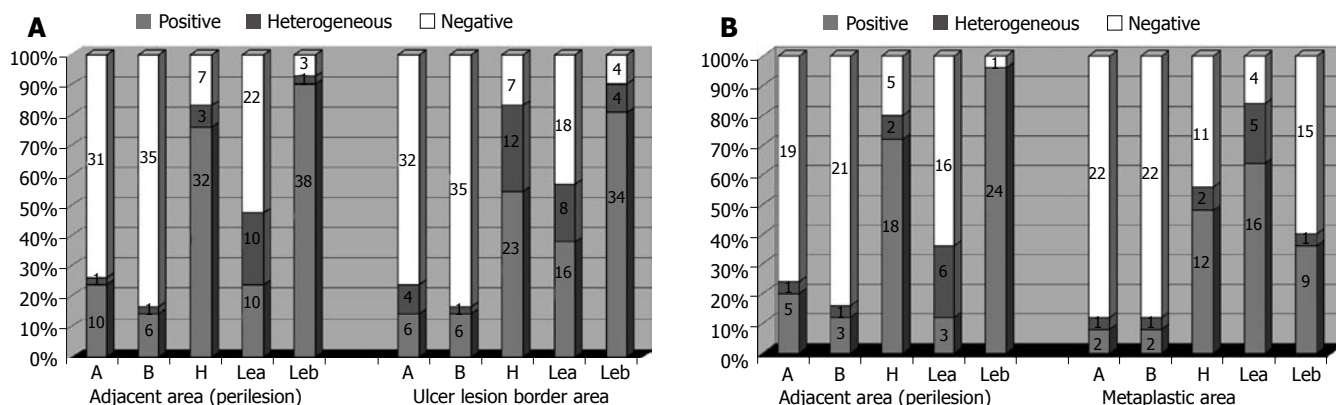 A
Positive Heterogeneous Negative
100%
90%
80%
70%
60%
50%
40%
30%
20%
10%
0%
31 1 10
35 1 6
7 3 32
22 10 10
3 1 38
32 4 6
35 1 6
7 12 23
18 8 16
4 4 34
A B H Lea Leb A B H Lea Leb
Adjacent area (perilesion) Ulcer lesion border area
B
Positive Heterogeneous Negative
100%
90%
80%
70%
60%
50%
40%
30%
20%
10%
0%
19 1 5
21 1 3
5 2 18
16 6 3
1 24
22 1 2
22 1 2
11 2 12
4 5 16
15 1 9
A B H Lea Leb A B H Lea Leb
Adjacent area (perilesion) Metaplastic area